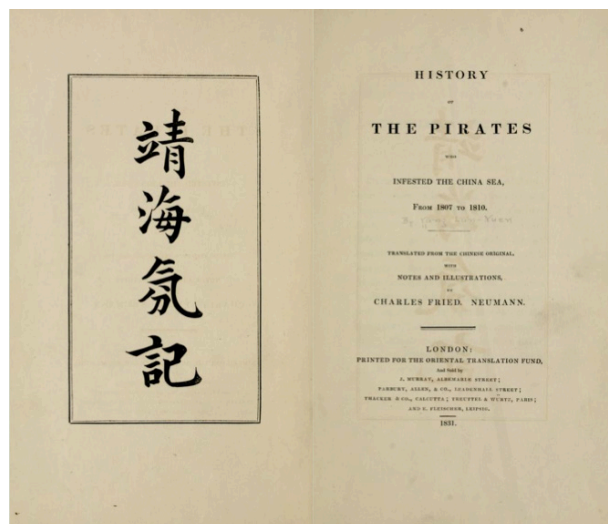 靖海氛記
HISTORY
OF
THE PIRATES
WHO
INFESTED THE CHINA SEA,
FROM 1807 TO 1810.
TRANSLATED FROM THE CHINESE ORIGINAL,
WITH
NOTES AND ILLUSTRATIONS,
BY
CHARLES FRIED. NEUMANN.
LONDON:
PRINTED FOR THE ORIENTAL TRANSLATION FUND,
And Sold by
J. MURRAY, ALBEMARLE STREET;
PARBURY, ALLEN, & CO., LEADENHALL STREET;
THACKER & CO., CALCUTTA; TREUTTEL & WURTZ, PARIS;
AND E. FLEISCHER, LEIPSIG.
1831.